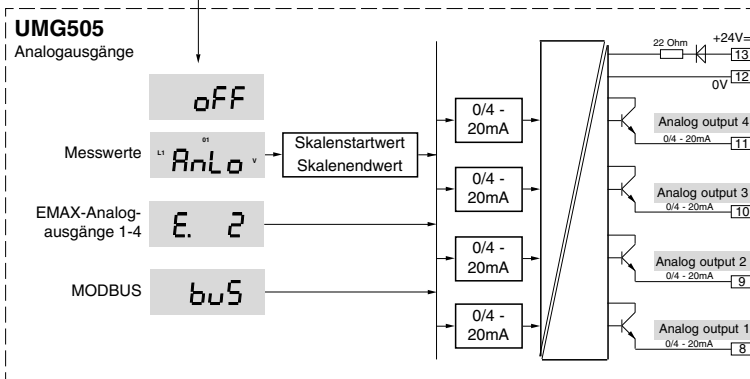 UMG505
Analogausgänge
oFF
Messwerte
L1
01
AnLo
V
Skalenstartwert
Skalenendwert
EMAX-Analog-
ausgänge 1-4
E. 2
MODBUS
buS
0/4 -
20mA
0/4 -
20mA
0/4 -
20mA
0/4 -
20mA
22 Ohm
+24V=
13
0V
12
Analog output 4
0/4 - 20mA
11
Analog output 3
0/4 - 20mA
10
Analog output 2
0/4 - 20mA
9
Analog output 1
0/4 - 20mA
8